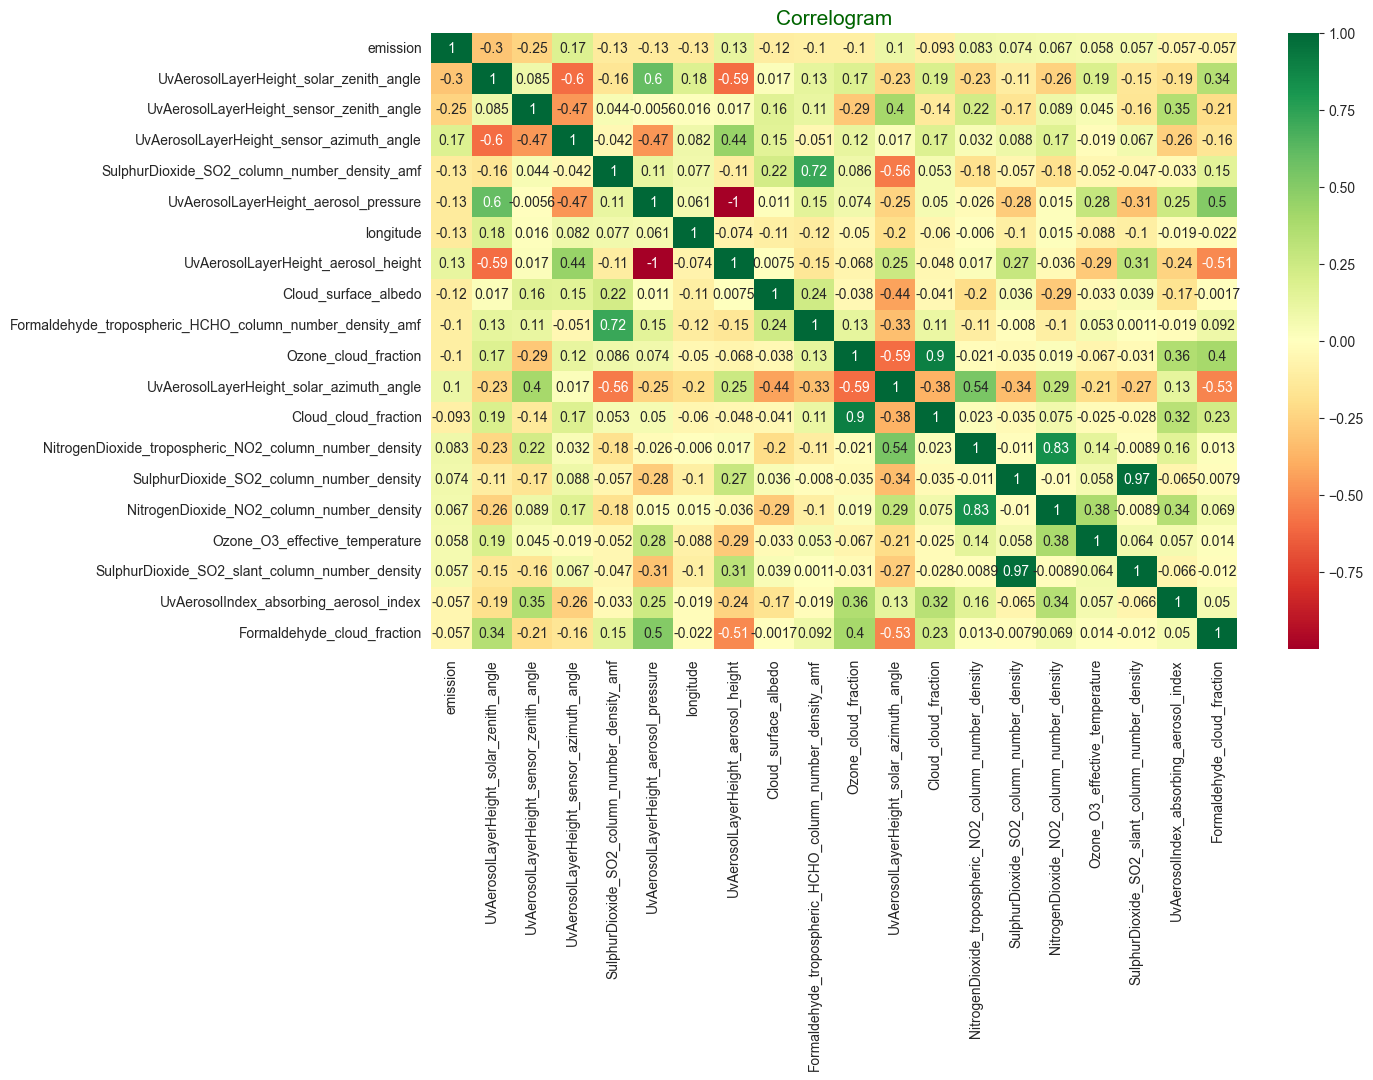 Correlogram
emission 1 -0.3 -0.25 0.17 -0.13 -0.13 -0.13 0.13 -0.12 -0.1 -0.1 0.1 -0.093 0.083 0.074 0.067 0.058 0.057 -0.057 -0.057
UvAerosolLayerHeight_solar_zenith_angle -0.3 1 0.085 -0.6 -0.16 0.6 0.18 -0.59 0.017 0.13 0.17 -0.23 0.19 -0.23 -0.11 -0.26 0.19 -0.15 -0.19 0.34
UvAerosolLayerHeight_sensor_zenith_angle -0.25 0.085 1 -0.47 0.044 -0.0056 0.016 0.017 0.16 0.11 -0.29 0.4 -0.14 0.22 -0.17 0.089 0.045 -0.16 0.35 -0.21
UvAerosolLayerHeight_sensor_azimuth_angle 0.17 -0.6 -0.47 1 -0.042 -0.47 0.082 0.44 0.15 -0.051 0.12 0.017 0.17 0.032 0.088 0.17 -0.019 0.067 -0.26 -0.16
SulphurDioxide_SO2_column_number_density_amf -0.13 -0.16 0.044 -0.042 1 0.11 0.077 -0.11 0.22 0.72 0.086 -0.56 0.053 -0.18 -0.057 -0.18 -0.052 -0.047 -0.033 0.15
UvAerosolLayerHeight_aerosol_pressure -0.13 0.6 -0.0056 -0.47 0.11 1 0.061 -1 0.011 0.15 0.074 -0.25 0.05 -0.026 -0.28 0.015 0.28 -0.31 0.25 0.5
longitude -0.13 0.18 0.016 0.082 0.077 0.061 1 -0.074 -0.11 -0.12 -0.05 -0.2 -0.06 -0.006 -0.1 0.015 -0.088 -0.1 -0.019 -0.022
UvAerosolLayerHeight_aerosol_height 0.13 -0.59 0.017 0.44 -0.11 -1 -0.074 1 0.0075 -0.15 -0.068 0.25 -0.048 0.017 0.27 -0.036 -0.29 0.31 -0.24 -0.51
Cloud_surface_albedo -0.12 0.017 0.16 0.15 0.22 0.011 -0.11 0.0075 1 0.24 -0.038 -0.44 -0.041 -0.2 0.036 -0.29 -0.033 0.039 -0.17 -0.0017
Formaldehyde_tropospheric_HCHO_column_number_density_amf -0.1 0.13 0.11 -0.051 0.72 0.15 -0.12 -0.15 0.24 1 0.13 -0.33 0.11 -0.11 -0.008 -0.1 0.053 0.0011 -0.019 0.092
Ozone_cloud_fraction -0.1 0.17 -0.29 0.12 0.086 0.074 -0.05 -0.068 -0.038 0.13 1 -0.59 0.9 -0.021 -0.035 0.019 -0.067 -0.031 0.36 0.4
UvAerosolLayerHeight_solar_azimuth_angle 0.1 -0.23 0.4 0.017 -0.56 -0.25 -0.2 0.25 -0.44 -0.33 -0.59 1 -0.38 0.54 -0.34 0.29 -0.21 -0.27 0.13 -0.53
Cloud_cloud_fraction -0.093 0.19 -0.14 0.17 0.053 0.05 -0.06 -0.048 -0.041 0.11 0.9 -0.38 1 0.023 -0.035 0.075 -0.025 -0.028 0.32 0.23
NitrogenDioxide_tropospheric_NO2_column_number_density 0.083 -0.23 0.22 0.032 -0.18 -0.026 -0.006 0.017 -0.2 -0.11 -0.021 0.54 0.023 1 -0.011 0.83 0.14 -0.0089 0.16 0.013
SulphurDioxide_SO2_column_number_density 0.074 -0.11 -0.17 0.088 -0.057 -0.28 -0.1 0.27 0.036 -0.008 -0.035 -0.34 -0.035 -0.011 1 -0.01 0.058 0.97 -0.065 -0.0079
NitrogenDioxide_NO2_column_number_density 0.067 -0.26 0.089 0.17 -0.18 0.015 0.015 -0.036 -0.29 -0.1 0.019 0.29 0.075 0.83 -0.01 1 0.38 -0.0089 0.34 0.069
Ozone_O3_effective_temperature 0.058 0.19 0.045 -0.019 -0.052 0.28 -0.088 -0.29 -0.033 0.053 -0.067 -0.21 -0.025 0.14 0.058 0.38 1 0.064 0.057 0.014
SulphurDioxide_SO2_slant_column_number_density 0.057 -0.15 -0.16 0.067 -0.047 -0.31 -0.1 0.31 0.039 0.0011 -0.031 -0.27 -0.028 -0.0089 0.97 -0.0089 0.064 1 -0.066 -0.012
UvAerosolIndex_absorbing_aerosol_index -0.057 -0.19 0.35 -0.26 -0.033 0.25 -0.019 -0.24 -0.17 -0.019 0.36 0.13 0.32 0.16 -0.065 0.34 0.057 -0.066 1 0.05
Formaldehyde_cloud_fraction -0.057 0.34 -0.21 -0.16 0.15 0.5 -0.022 -0.51 -0.0017 0.092 0.4 -0.53 0.23 0.013 -0.0079 0.069 0.014 -0.012 0.05 1
emission
UvAerosolLayerHeight_solar_zenith_angle
UvAerosolLayerHeight_sensor_zenith_angle
UvAerosolLayerHeight_sensor_azimuth_angle
SulphurDioxide_SO2_column_number_density_amf
UvAerosolLayerHeight_aerosol_pressure
longitude
UvAerosolLayerHeight_aerosol_height
Cloud_surface_albedo
Formaldehyde_tropospheric_HCHO_column_number_density_amf
Ozone_cloud_fraction
UvAerosolLayerHeight_solar_azimuth_angle
Cloud_cloud_fraction
NitrogenDioxide_tropospheric_NO2_column_number_density
SulphurDioxide_SO2_column_number_density
NitrogenDioxide_NO2_column_number_density
Ozone_O3_effective_temperature
SulphurDioxide_SO2_slant_column_number_density
UvAerosolIndex_absorbing_aerosol_index
Formaldehyde_cloud_fraction
1.00
0.75
0.50
0.25
0.00
−0.25
−0.50
−0.75